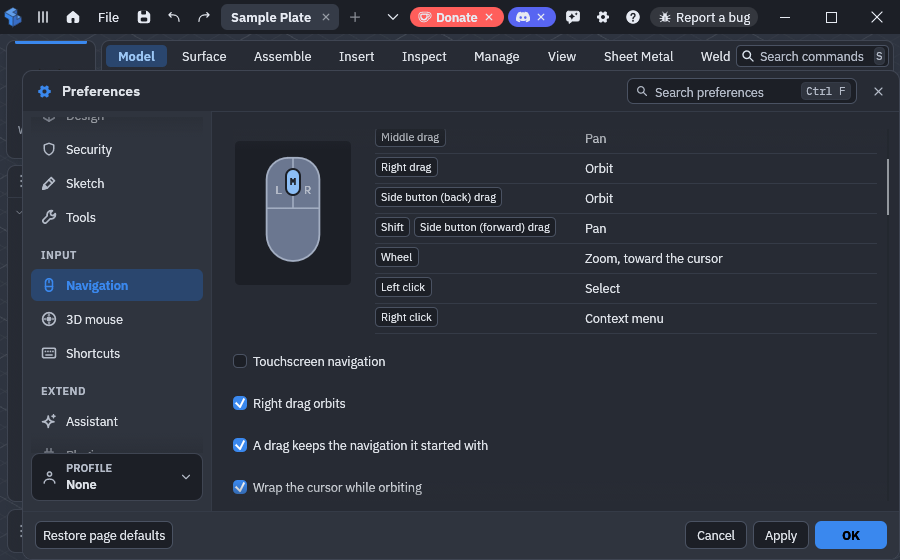 File
Sample Plate
Donate
Report a bug
Model
Surface
Assemble
Insert
Inspect
Manage
View
Sheet Metal
Weld
Search commands
S
Preferences
Search preferences
Ctrl F
Design
Security
Sketch
Tools
INPUT
Navigation
3D mouse
Shortcuts
EXTEND
Assistant
PROFILE
None
L M R
Middle drag Pan
Right drag Orbit
Side button (back) drag Orbit
Shift Side button (forward) drag Pan
Wheel Zoom, toward the cursor
Left click Select
Right click Context menu
Touchscreen navigation
Right drag orbits
A drag keeps the navigation it started with
Wrap the cursor while orbiting
Restore page defaults
Cancel
Apply
OK